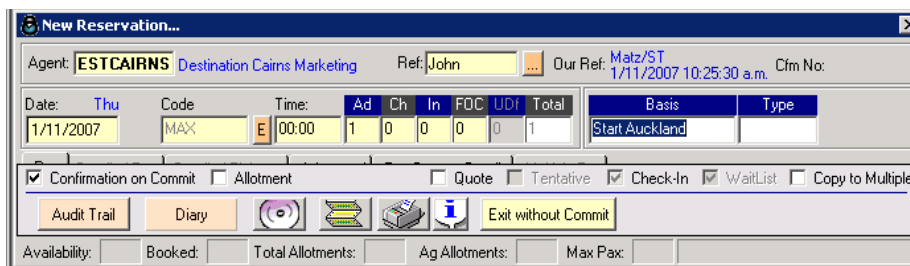 New Reservation...
Agent: ESTCAIRNS Destination Cairns Marketing Ref: John ... Our Ref: Matz/ST Cfm No:
1/11/2007 10:25:30 a.m.
Date: Thu Code Time: Ad Ch In FOC UDf Total Basis Type
1/11/2007 MAX E 00:00 1 0 0 0 0 1 Start Auckland
Confirmation on Commit Allotment Quote Tentative Check-In WaitList Copy to Multiple
Audit Trail Diary Exit without Commit
Availability: Booked: Total Allotments: Ag Allotments: Max Pax: